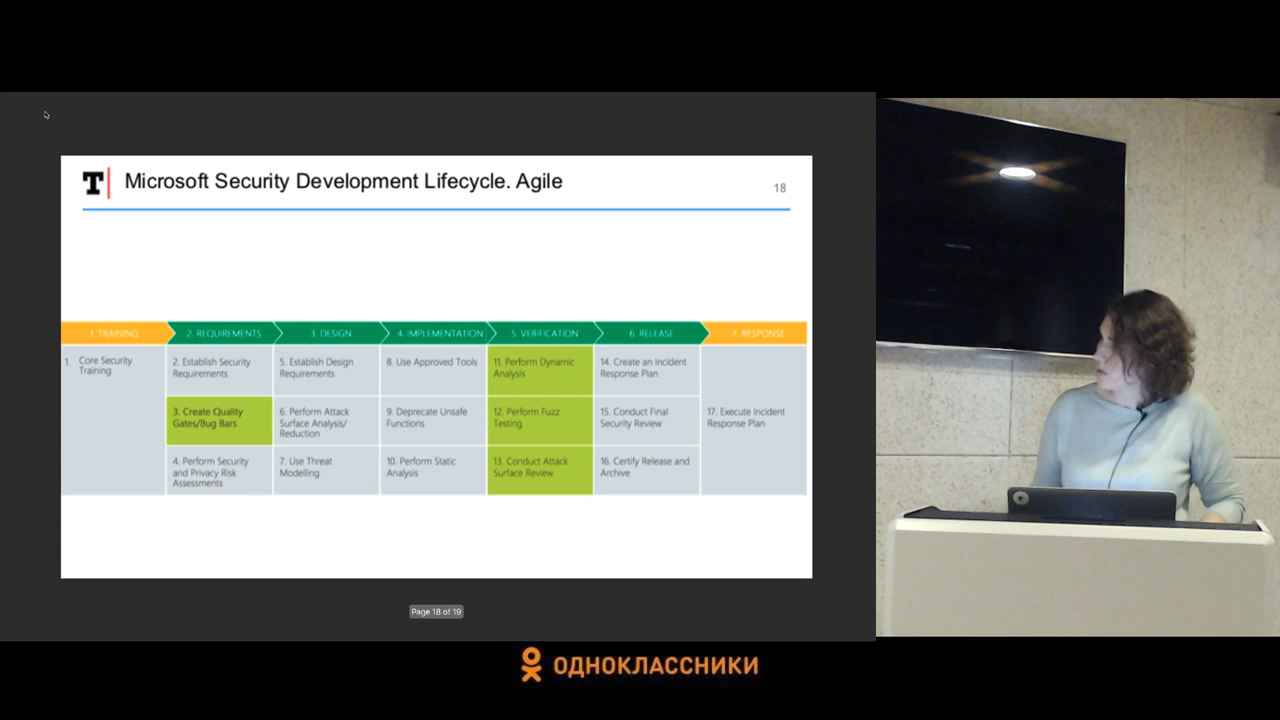 T
Microsoft Security Development Lifecycle. Agile
18
1. TRAINING
2. REQUIREMENTS
3. DESIGN
4. IMPLEMENTATION
5. VERIFICATION
6. RELEASE
7. RESPONSE
1. Core Security
Training
2. Establish Security
Requirements
5. Establish Design
Requirements
8. Use Approved Tools
11. Perform Dynamic
Analysis
14. Create an Incident
Response Plan
3. Create Quality
Gates/Bug Bars
6. Perform Attack
Surface Analysis/
Reduction
9. Deprecate Unsafe
Functions
12. Perform Fuzz
Testing
15. Conduct Final
Security Review
17. Execute Incident
Response Plan
4. Perform Security
and Privacy Risk
Assessments
7. Use Threat
Modelling
10. Perform Static
Analysis
13. Conduct Attack
Surface Review
16. Certify Release and
Archive
Page 18 of 19
ОДНОКЛАССНИКИ